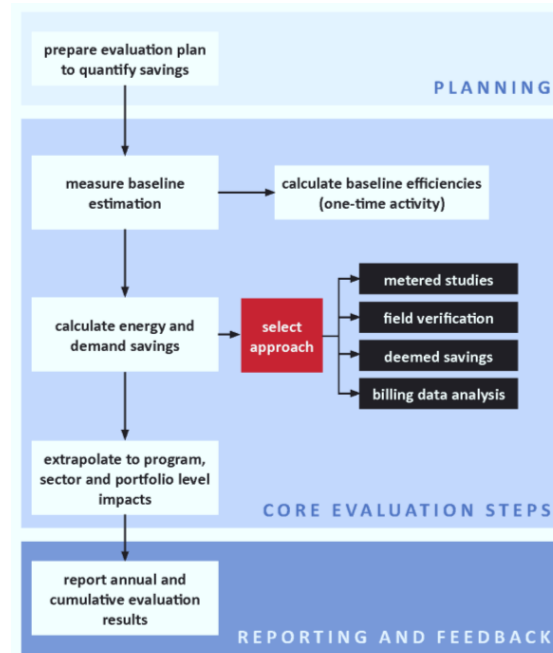 prepare evaluation plan
to quantify savings
PLANNING
measure baseline
estimation
calculate baseline efficiencies
(one-time activity)
calculate energy and
demand savings
select
approach
metered studies
field verification
deemed savings
billing data analysis
extrapolate to program,
sector and portfolio level
impacts
CORE EVALUATION STEPS
report annual and
cumulative evaluation
results
REPORTING AND FEEDBACK